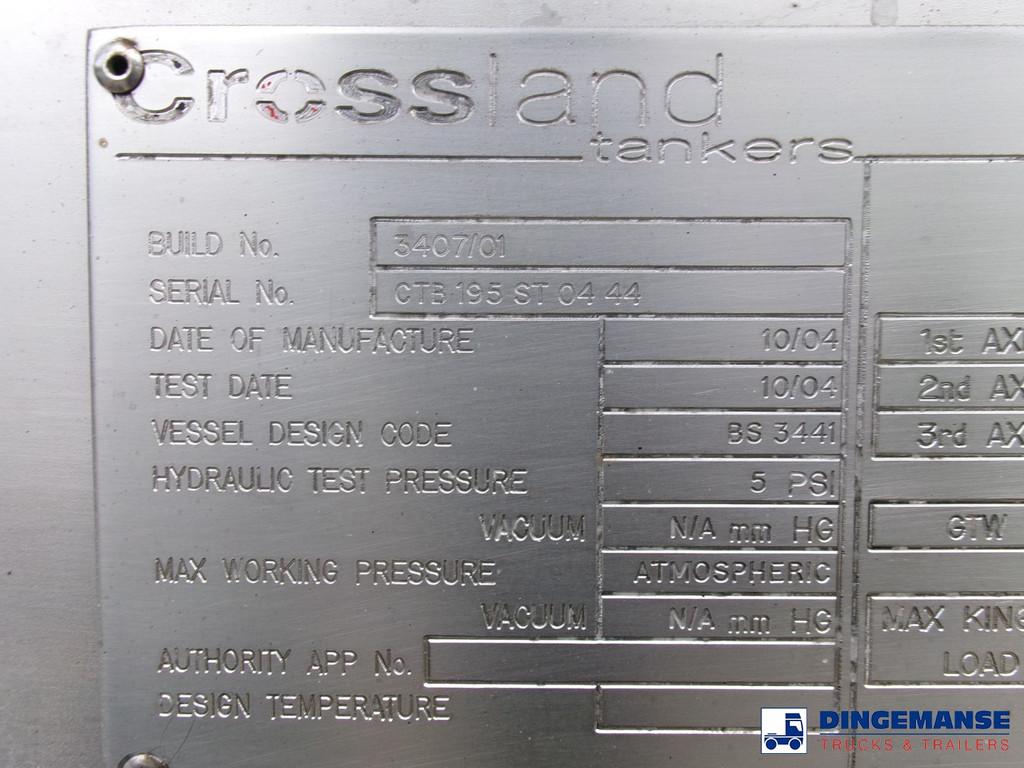 Crossland
tankers
BUILD No. 3407/01
SERIAL No. CTB 195 ST 04 44
DATE OF MANUFACTURE 10/04
TEST DATE 10/04
VESSEL DESIGN CODE BS 3441
HYDRAULIC TEST PRESSURE 5 PSI
VACUUM N/A mm HG
MAX WORKING PRESSURE ATMOSPHERIC
VACUUM N/A mm HG
AUTHORITY APP No.
DESIGN TEMPERATURE
1st AX
2nd AX
3rd AX
GTW
MAX KING
LOAD
DINGEMANSE
TRUCKS & TRAILERS